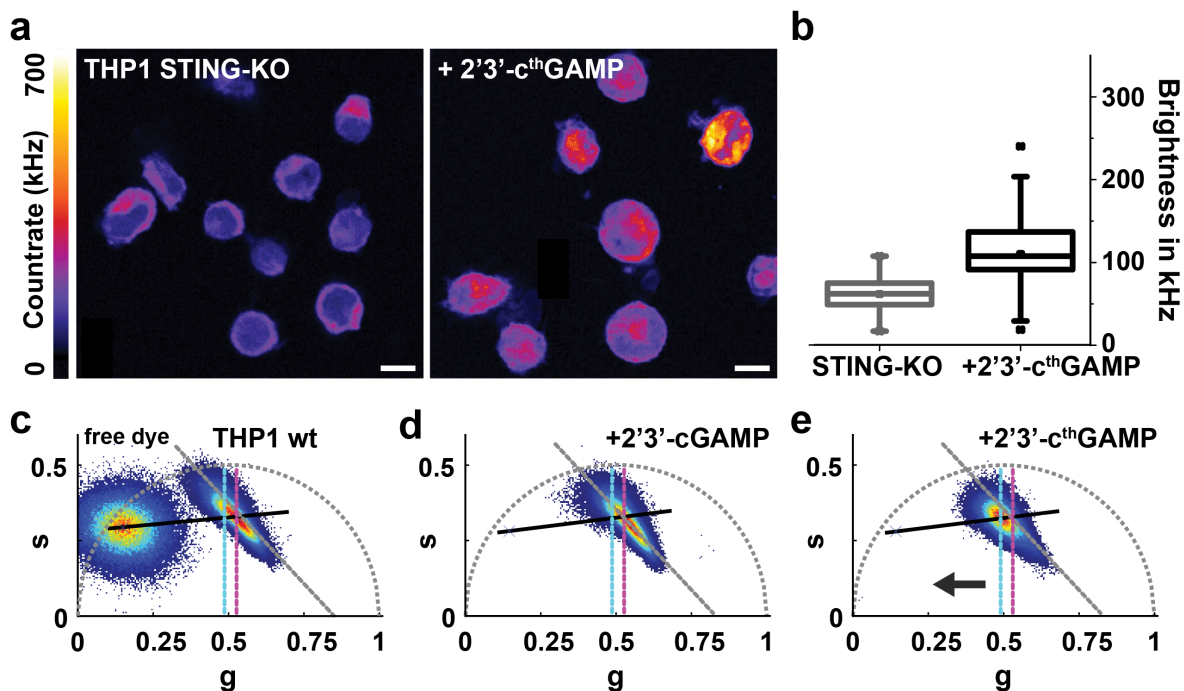 a
THP1 STING-KO
+ 2’3’-cᵗʰGAMP
0 Countrate (kHz) 700
b
300
200
100
0
Brightness in kHz
STING-KO
+2’3’-cᵗʰGAMP
c
free dye
THP1 wt
0.5
s
0
0 0.25 0.5 0.75 1
g
d
+2’3’-cGAMP
0.5
s
0
0 0.25 0.5 0.75 1
g
e
+2’3’-cᵗʰGAMP
0.5
s
0
0 0.25 0.5 0.75 1
g